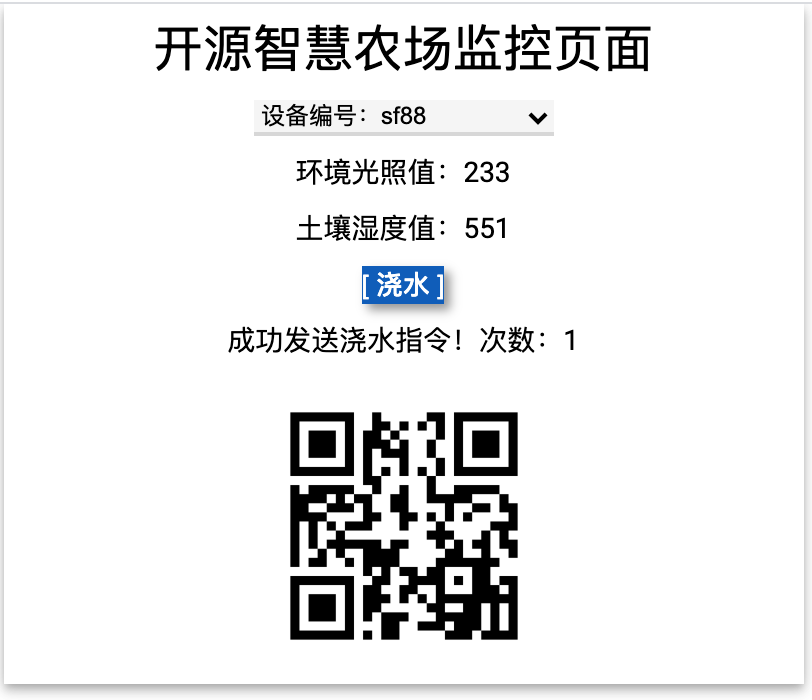 开源智慧农场监控页面
设备编号：sf88
环境光照值：233
土壤湿度值：551
[ 浇水 ]
成功发送浇水指令！次数：1